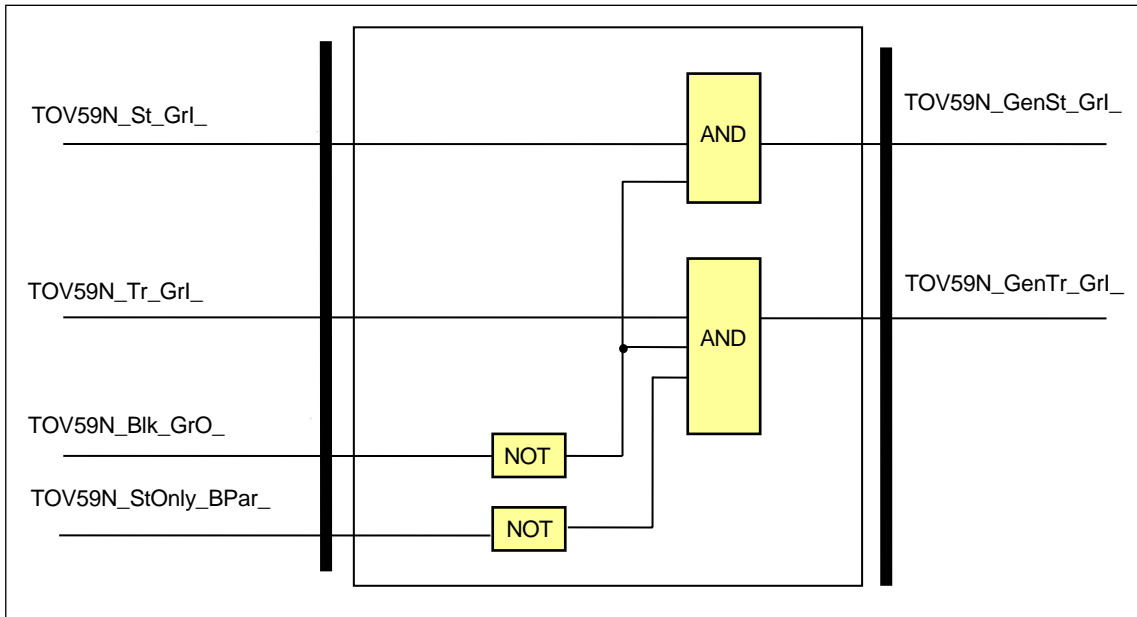 TOV59N_St_GrI_
AND
TOV59N_GenSt_GrI_
TOV59N_Tr_GrI_
AND
TOV59N_GenTr_GrI_
TOV59N_Blk_GrO_
NOT
TOV59N_StOnly_BPar_
NOT